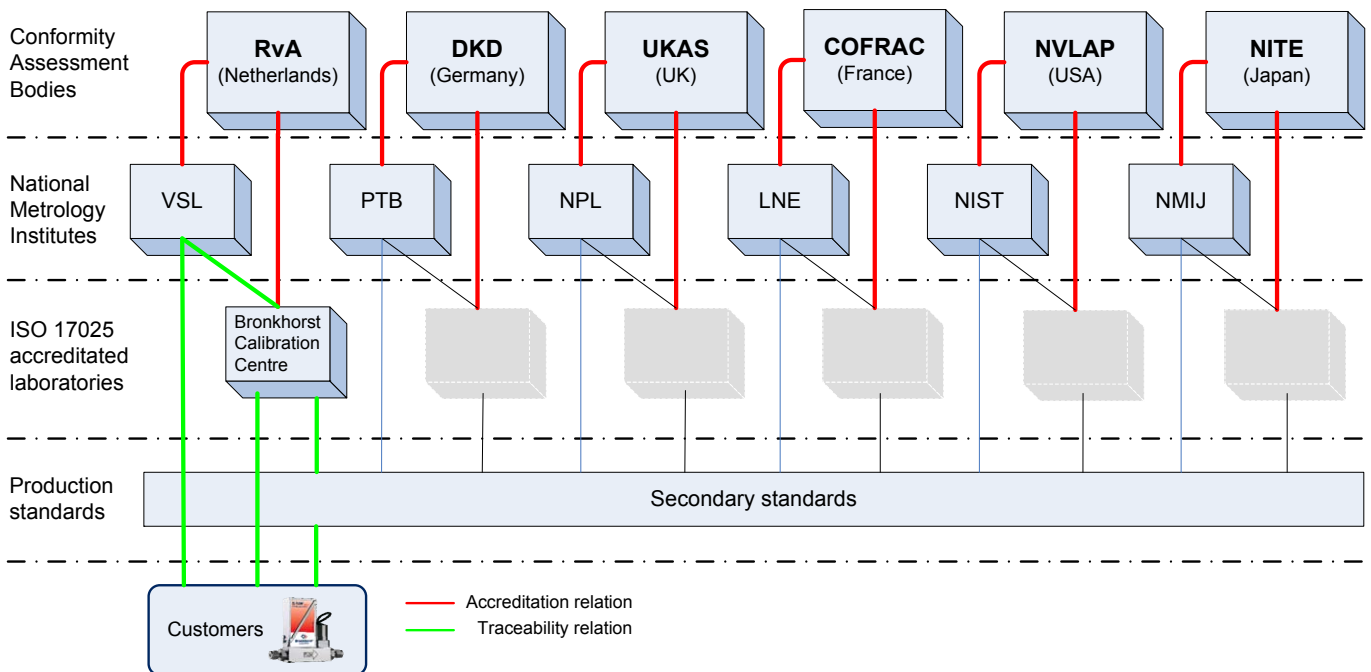 Conformity
Assessment
Bodies
RvA
(Netherlands)
DKD
(Germany)
UKAS
(UK)
COFRAC
(France)
NVLAP
(USA)
NITE
(Japan)
National
Metrology
Institutes
VSL
PTB
NPL
LNE
NIST
NMIJ
ISO 17025
accreditated
laboratories
Bronkhorst
Calibration
Centre
Production
standards
Secondary standards
Customers
Accreditation relation
Traceability relation